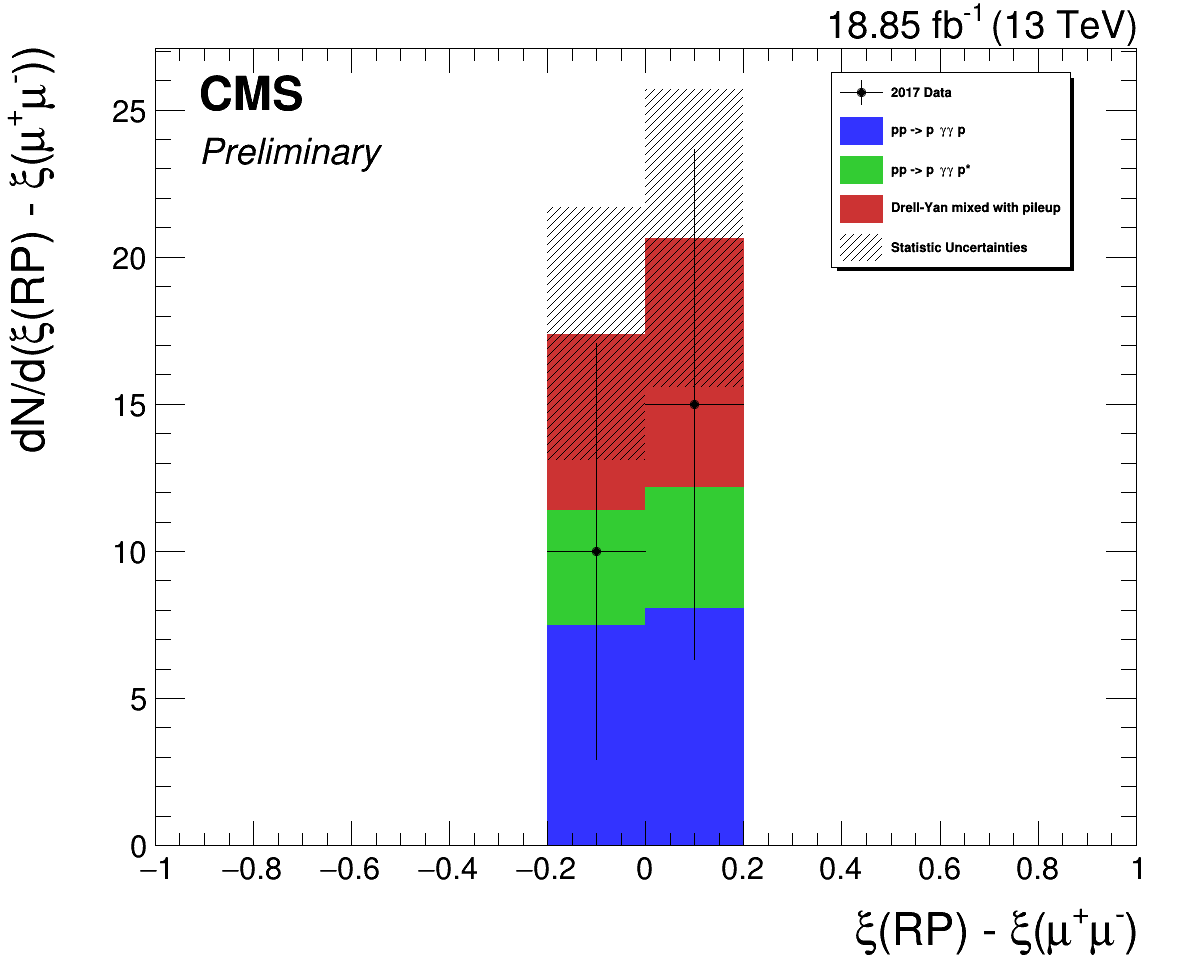 18.85 fb⁻¹ (13 TeV)
CMS
Preliminary
2017 Data
pp -> p γγ p
pp -> p γγ p*
Drell-Yan mixed with pileup
Statistic Uncertainties
dN/d(ξ(RP) - ξ(μ⁺μ⁻))
25
20
15
10
5
0
−1 −0.8 −0.6 −0.4 −0.2 0 0.2 0.4 0.6 0.8 1
ξ(RP) - ξ(μ⁺μ⁻)